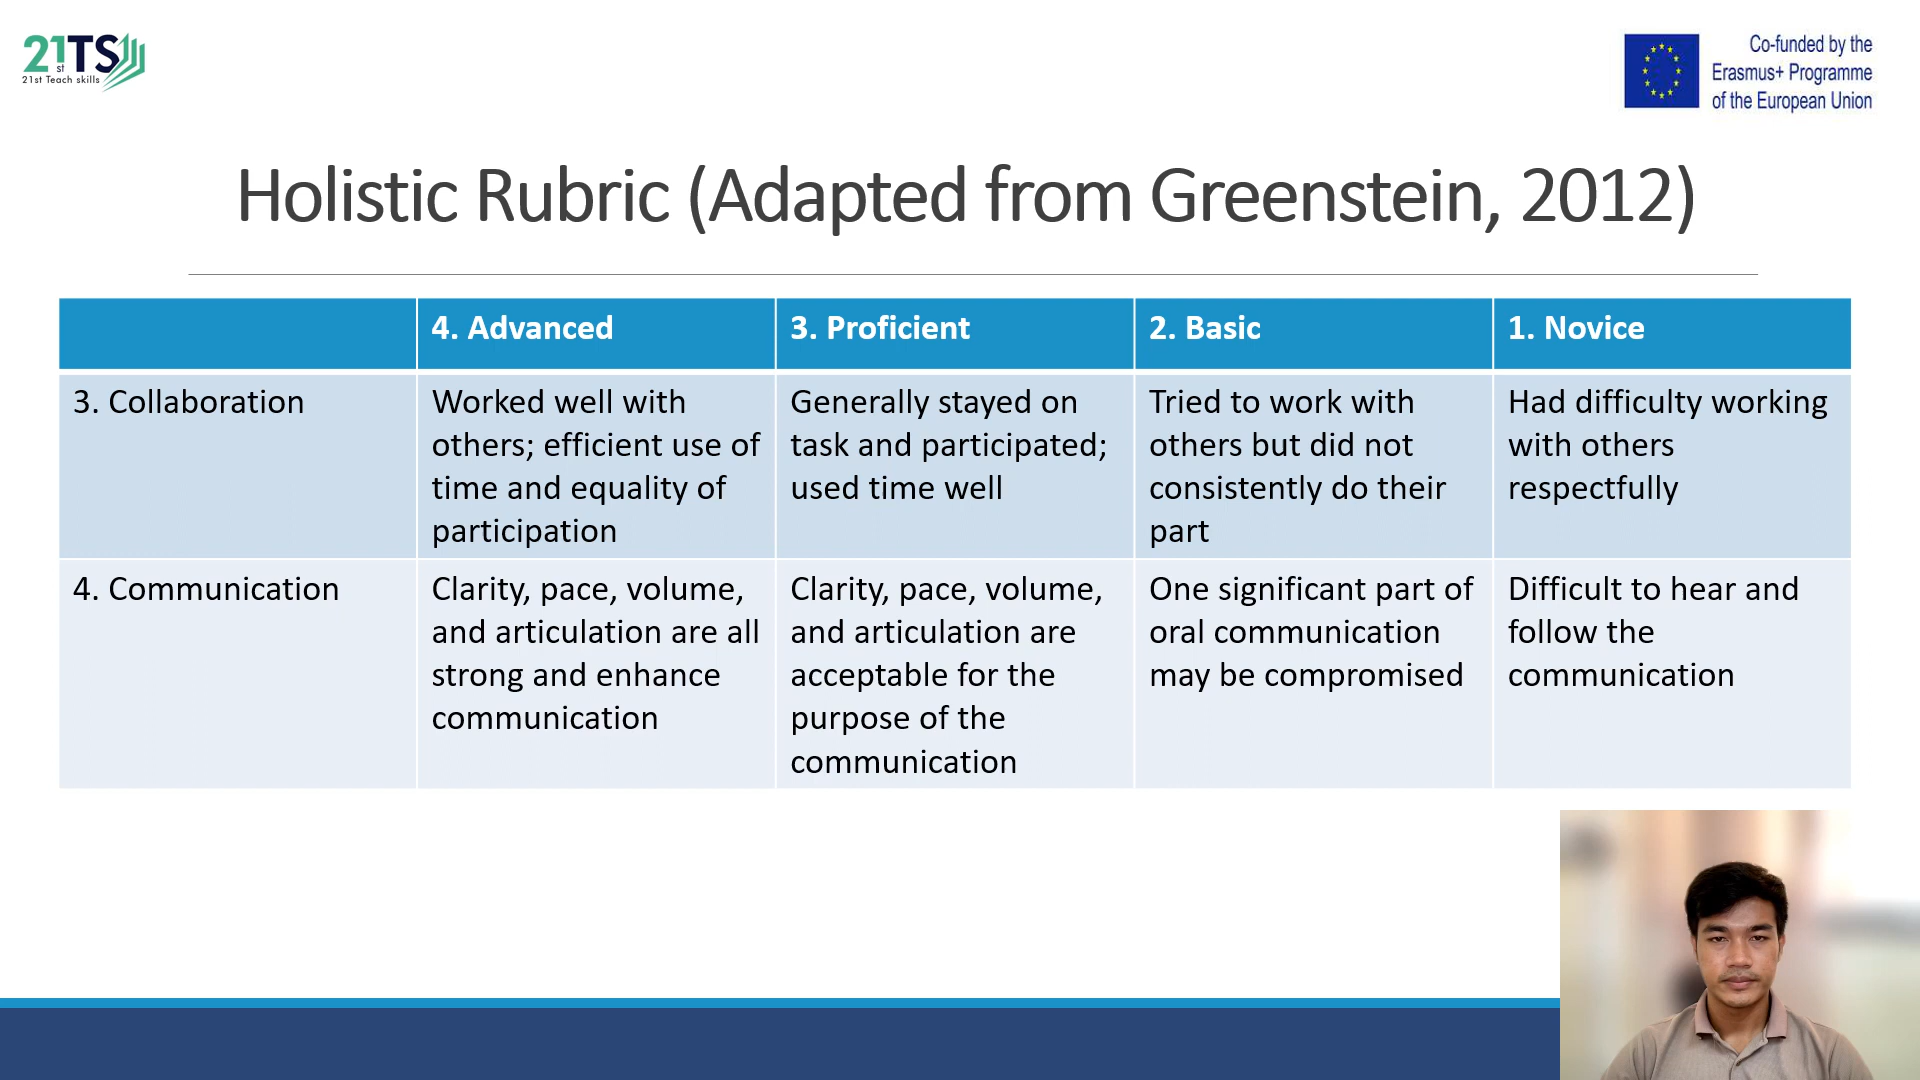 21stTS
21st Teach skills
Co-funded by the
Erasmus+ Programme
of the European Union
Holistic Rubric (Adapted from Greenstein, 2012)
4. Advanced
3. Proficient
2. Basic
1. Novice
3. Collaboration
Worked well with
others; efficient use of
time and equality of
participation
Generally stayed on
task and participated;
used time well
Tried to work with
others but did not
consistently do their
part
Had difficulty working
with others
respectfully
4. Communication
Clarity, pace, volume,
and articulation are all
strong and enhance
communication
Clarity, pace, volume,
and articulation are
acceptable for the
purpose of the
communication
One significant part of
oral communication
may be compromised
Difficult to hear and
follow the
communication